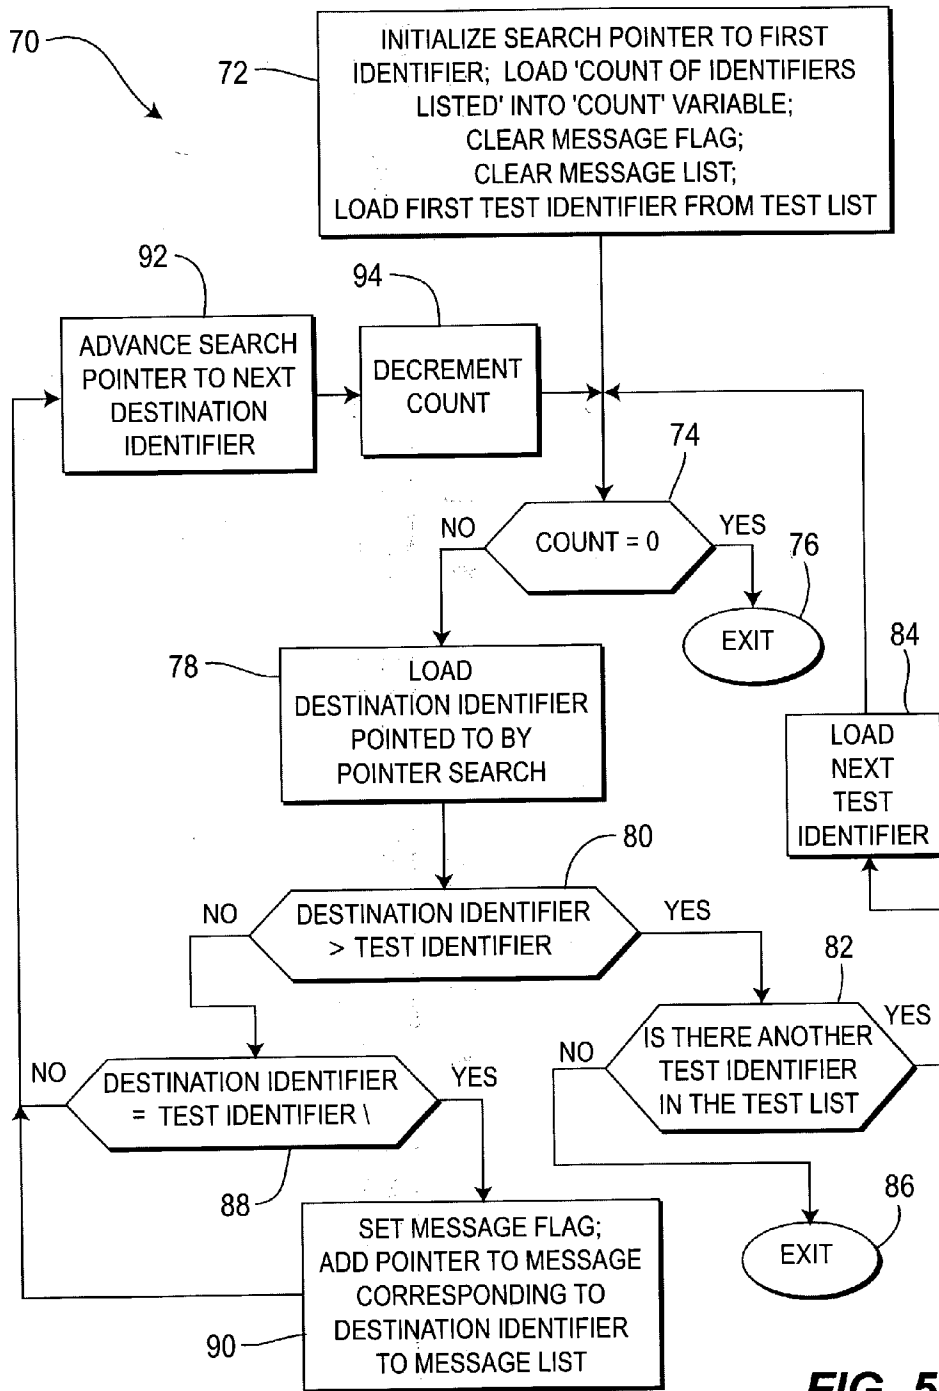 70
72
INITIALIZE SEARCH POINTER TO FIRST
IDENTIFIER; LOAD 'COUNT OF IDENTIFIERS
LISTED' INTO 'COUNT' VARIABLE;
CLEAR MESSAGE FLAG;
CLEAR MESSAGE LIST;
LOAD FIRST TEST IDENTIFIER FROM TEST LIST
92
ADVANCE SEARCH
POINTER TO NEXT
DESTINATION
IDENTIFIER
94
DECREMENT
COUNT
74
NO
COUNT = 0
YES
76
EXIT
78
LOAD
DESTINATION IDENTIFIER
POINTED TO BY
POINTER SEARCH
84
LOAD
NEXT
TEST
IDENTIFIER
80
NO
DESTINATION IDENTIFIER
> TEST IDENTIFIER
YES
82
NO
IS THERE ANOTHER
TEST IDENTIFIER
IN THE TEST LIST
YES
NO
DESTINATION IDENTIFIER
= TEST IDENTIFIER \
YES
88
86
EXIT
90
SET MESSAGE FLAG;
ADD POINTER TO MESSAGE
CORRESPONDING TO
DESTINATION IDENTIFIER
TO MESSAGE LIST
FIG. 5